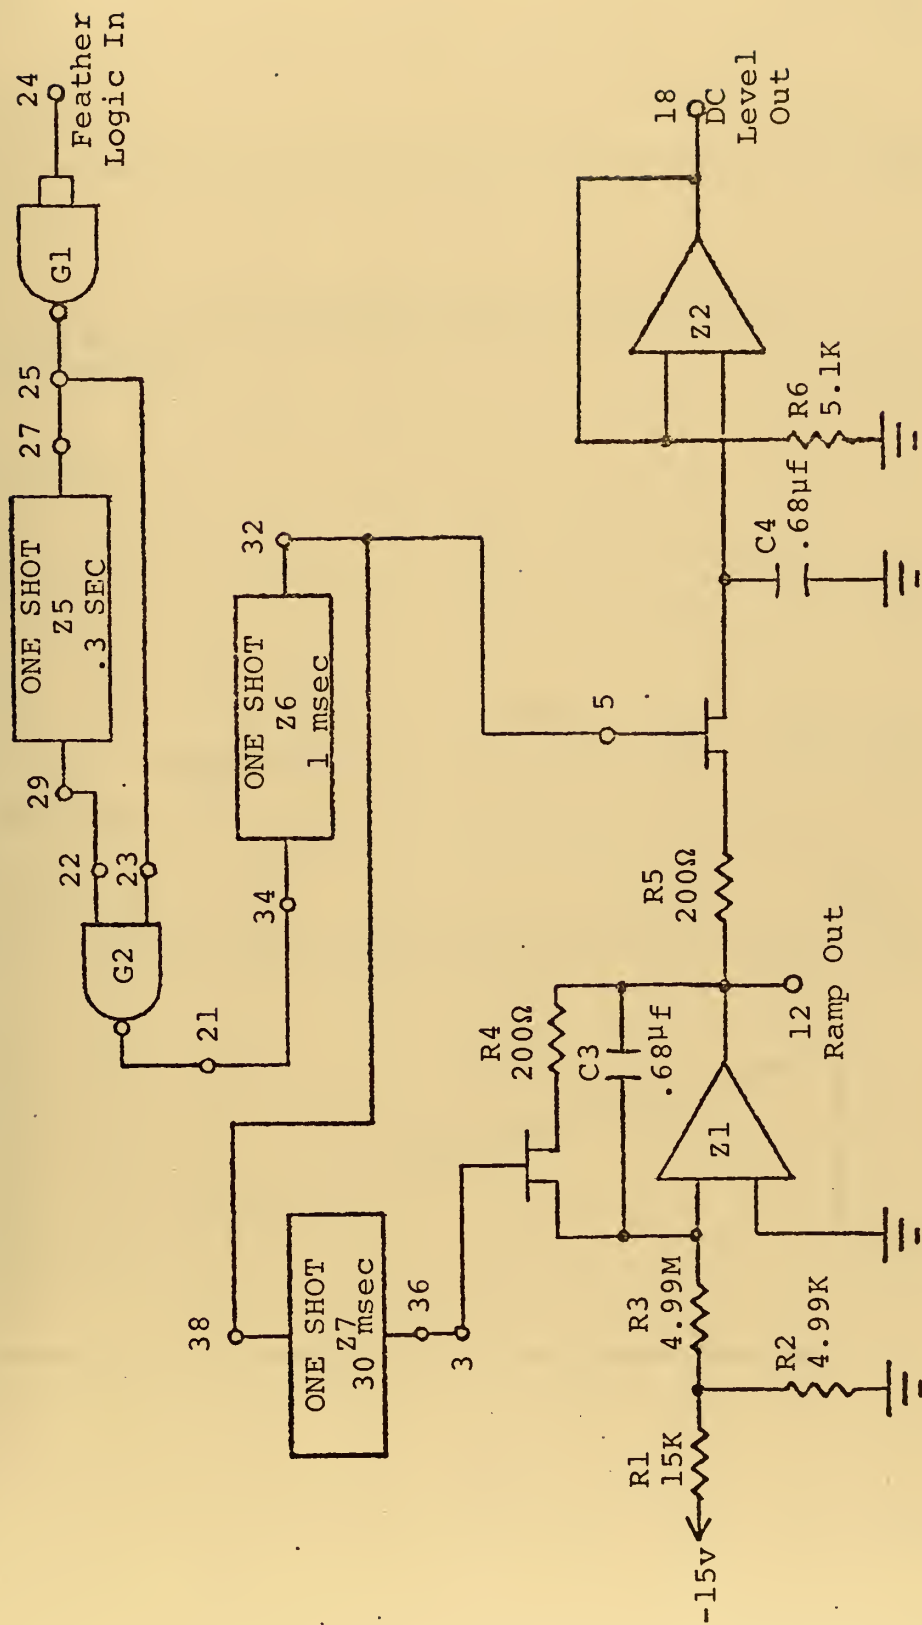 24
Feather
Logic In
G1
25
27
ONE SHOT
Z5
.3 SEC
29
22
23
G2
21
32
ONE SHOT
Z6
1 msec
34
38
ONE SHOT
Z7
30 msec
36
3
5
18
DC
Level
Out
Z2
R6
5.1K
C4
.68µf
R5
200Ω
R4
200Ω
C3
.68µf
12
Ramp Out
Z1
R3
4.99M
R2
4.99K
R1
15K
-15v